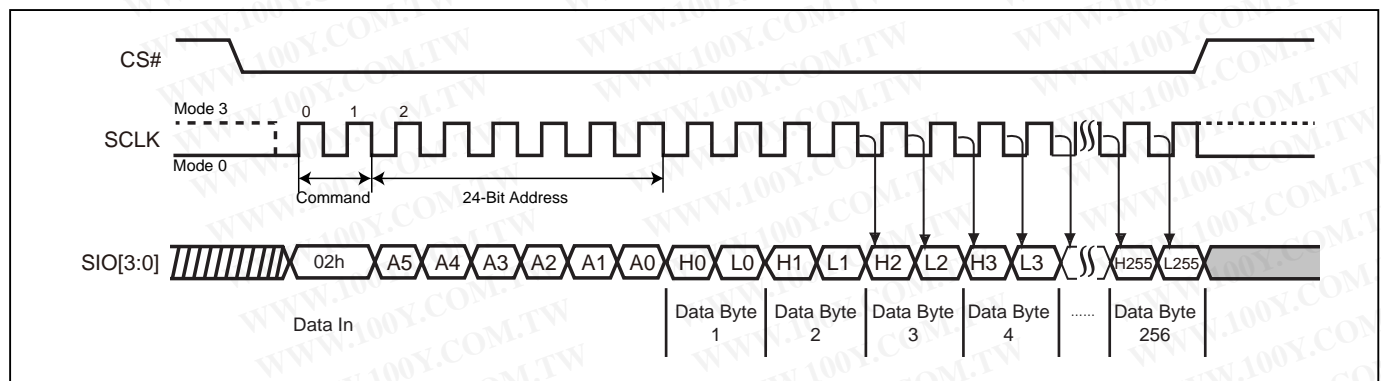 CS#
Mode 3
0 1 2
SCLK
Mode 0
Command
24-Bit Address
SIO[3:0]
02h A5 A4 A3 A2 A1 A0 H0 L0 H1 L1 H2 L2 H3 L3 H255 L255
Data In
Data Byte 1
Data Byte 2
Data Byte 3
Data Byte 4
......
Data Byte 256
WWW.100Y.COM.TW